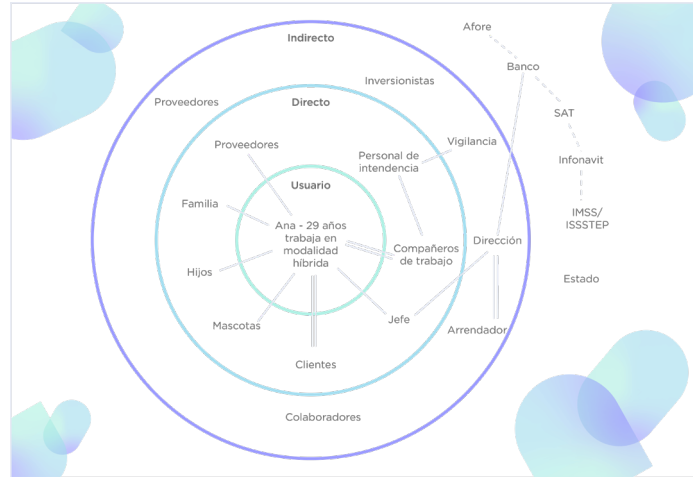 Afore
Indirecto
Banco
Inversionistas
Proveedores
Directo
SAT
Proveedores
Vigilancia
Personal de
intendencia
Infonavit
Usuario
Familia
IMSS/
ISSSTEP
Ana - 29 años
trabaja en
modalidad
híbrida
Compañeros
de trabajo
Dirección
Hijos
Estado
Mascotas
Jefe
Arrendador
Clientes
Colaboradores